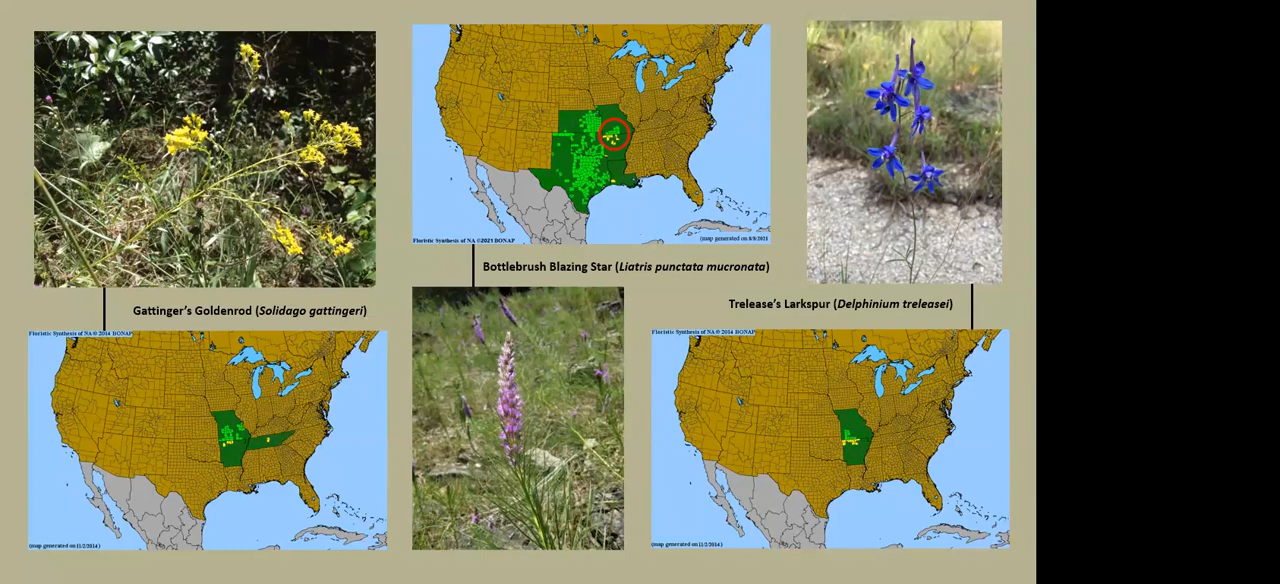 Floristic Synthesis of NA ©2021 BONAP
(map generated on 8/8/2021
Bottlebrush Blazing Star (Liatris punctata mucronata)
Trelease's Larkspur (Delphinium treleasei)
Gattinger's Goldenrod (Solidago gattingeri)
Floristic Synthesis of NA © 2014 BONAP
(map generated on 11/2/2014)
Floristic Synthesis of NA © 2014 BONAP
(map generated on 11/2/2014)